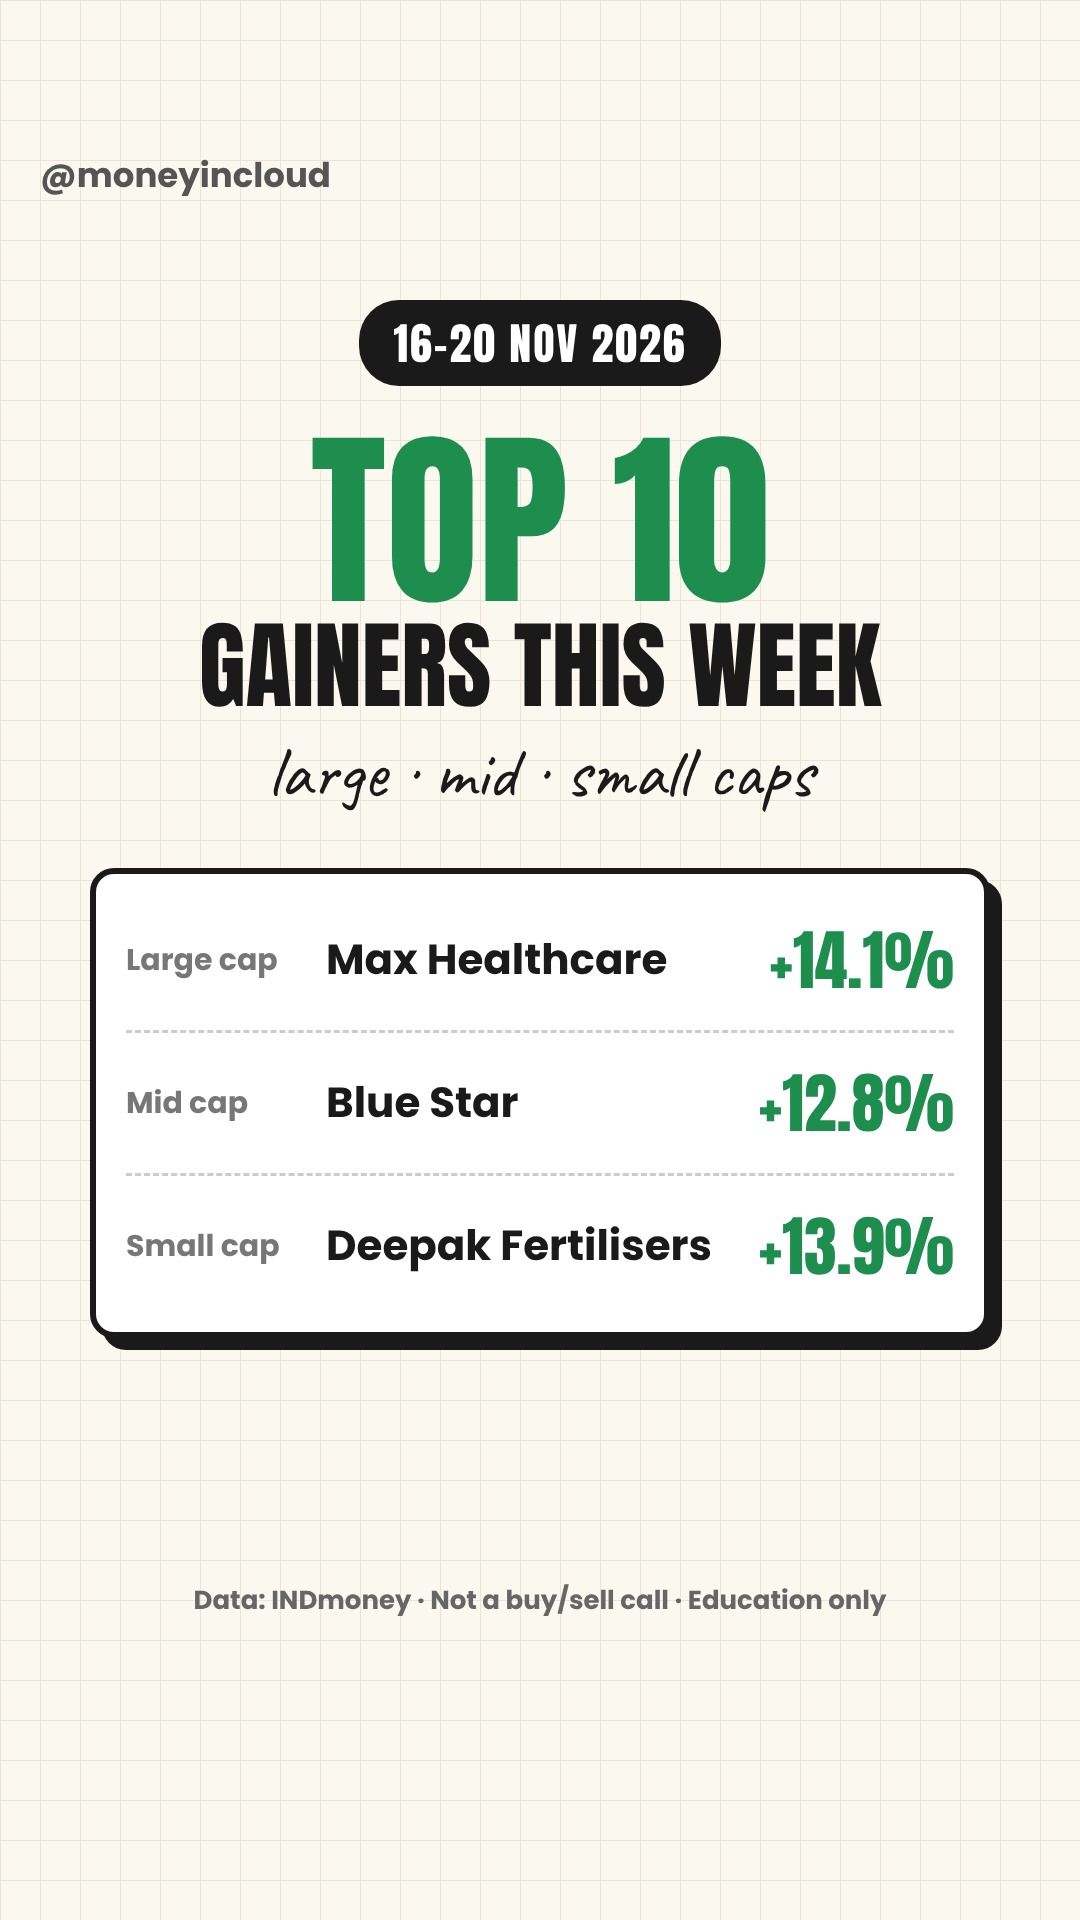 @moneyincloud
16-20 NOV 2026
TOP 10
GAINERS THIS WEEK
large · mid · small caps
Large cap Max Healthcare +14.1%
Mid cap Blue Star +12.8%
Small cap Deepak Fertilisers +13.9%
Data: INDmoney · Not a buy/sell call · Education only